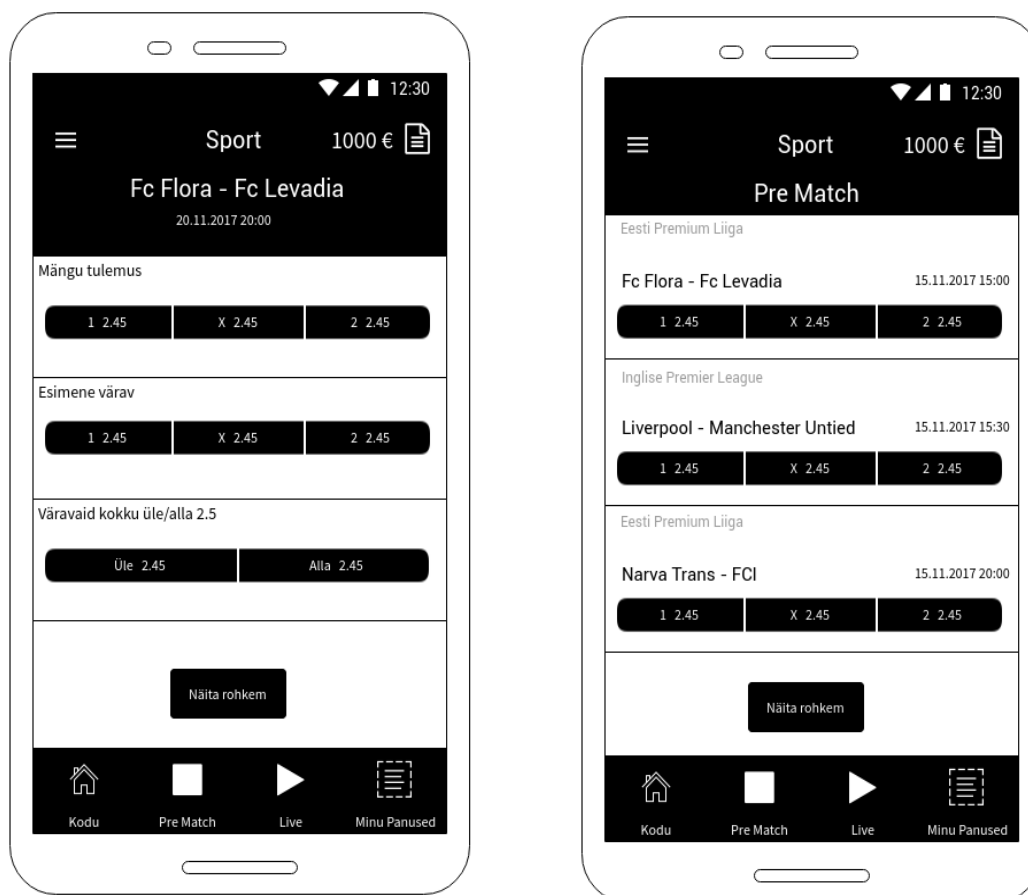 12:30
Sport 1000 €
Fc Flora - Fc Levadia
20.11.2017 20:00
Mängu tulemus
1 2.45 X 2.45 2 2.45
Esimene värav
1 2.45 X 2.45 2 2.45
Väravaid kokku üle/alla 2.5
Üle 2.45 Alla 2.45
Näita rohkem
Kodu Pre Match Live Minu Panused
12:30
Sport 1000 €
Pre Match
Eesti Premium Liiga
Fc Flora - Fc Levadia 15.11.2017 15:00
1 2.45 X 2.45 2 2.45
Inglise Premier League
Liverpool - Manchester Untied 15.11.2017 15:30
1 2.45 X 2.45 2 2.45
Eesti Premium Liiga
Narva Trans - FCI 15.11.2017 20:00
1 2.45 X 2.45 2 2.45
Näita rohkem
Kodu Pre Match Live Minu Panused